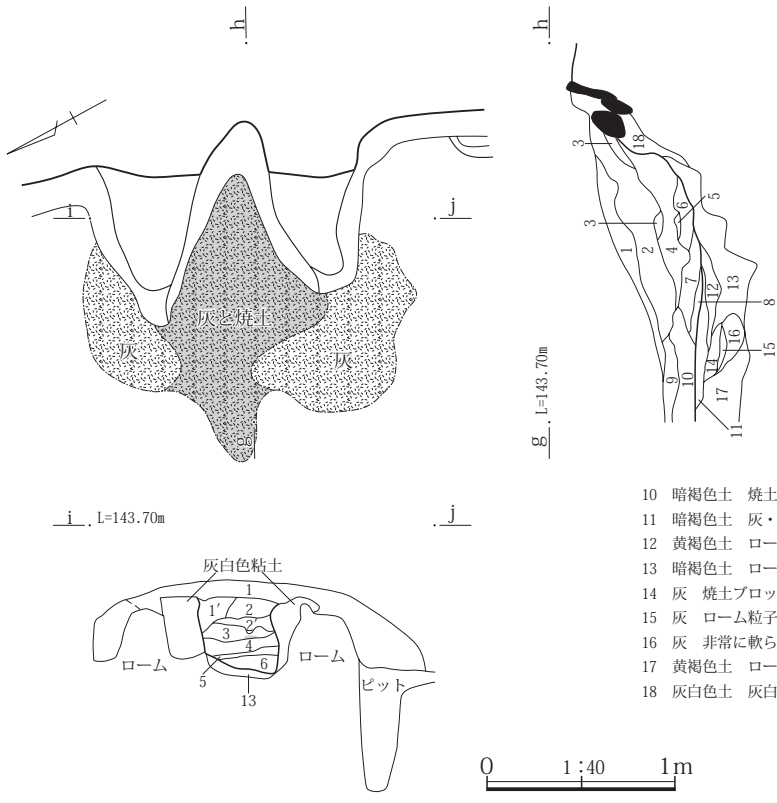 h
h
i
j
灰
灰と焼土
灰
g
3
18
3
1
2
4
6
5
7
12
13
8
16
15
14
9
10
17
11
g L=143.70m
i L=143.70m
j
灰白色粘土
1
1′
2
2′
3
4
5
6
13
ローム
ローム
ピット
10 暗褐色土 焼土
11 暗褐色土 灰・
12 黄褐色土 ロー
13 暗褐色土 ロー
14 灰 焼土ブロッ
15 灰 ローム粒子
16 灰 非常に軟ら
17 黄褐色土 ロー
18 灰白色土 灰白
0 1:40 1m